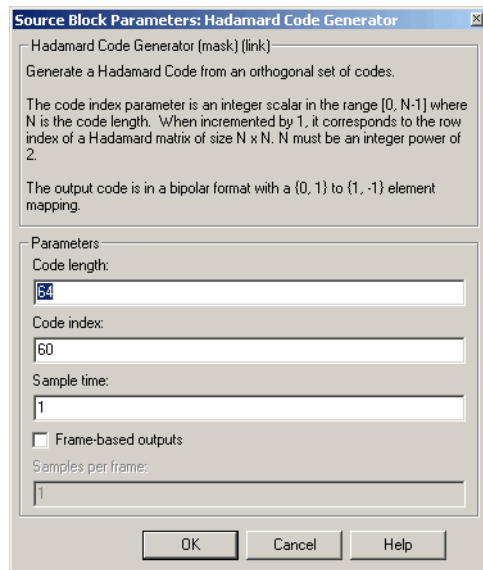 Source Block Parameters: Hadamard Code Generator
Hadamard Code Generator (mask) (link)
Generate a Hadamard Code from an orthogonal set of codes.
The code index parameter is an integer scalar in the range [0, N-1] where
N is the code length. When incremented by 1, it corresponds to the row
index of a Hadamard matrix of size N x N. N must be an integer power of
2.
The output code is in a bipolar format with a {0, 1} to {1, -1} element
mapping.
Parameters
Code length:
64
Code index:
60
Sample time:
1
Frame-based outputs
Samples per frame:
1
OK Cancel Help